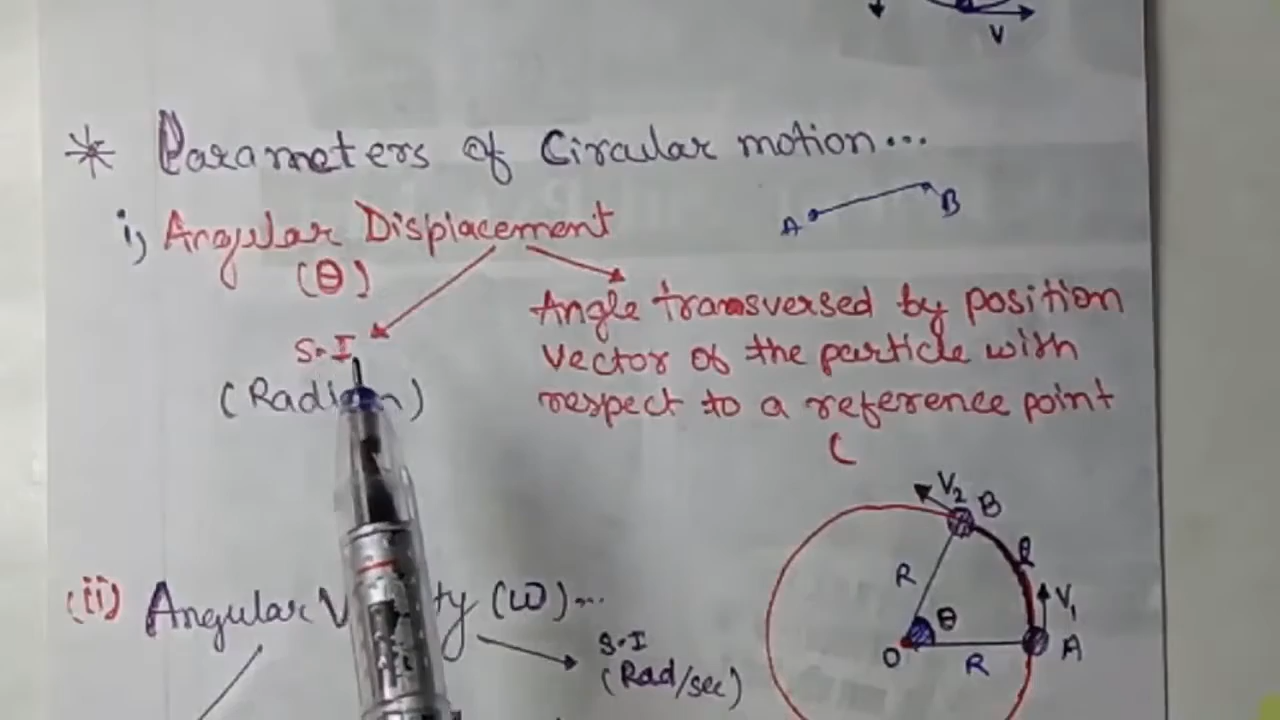 V
* Parameters of Circular motion...
i) Angular Displacement
(θ)
A B
S.I
(Radian)
Angle transversed by position
vector of the particle with
respect to a reference point
(
V2 B
R
l
V1
θ
O R A
(ii) Angular (ω)...
S.I
(Rad/sec)